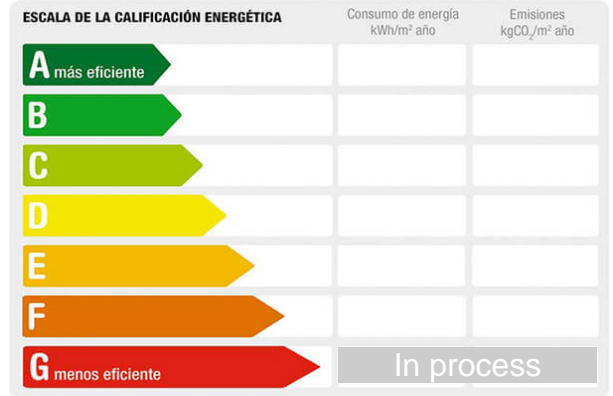 ESCALA DE LA CALIFICACIÓN ENERGÉTICA
Consumo de energía
kWh/m² año
Emisiones
kgCO₂/m² año
A más eficiente
B
C
D
E
F
G menos eficiente
In process